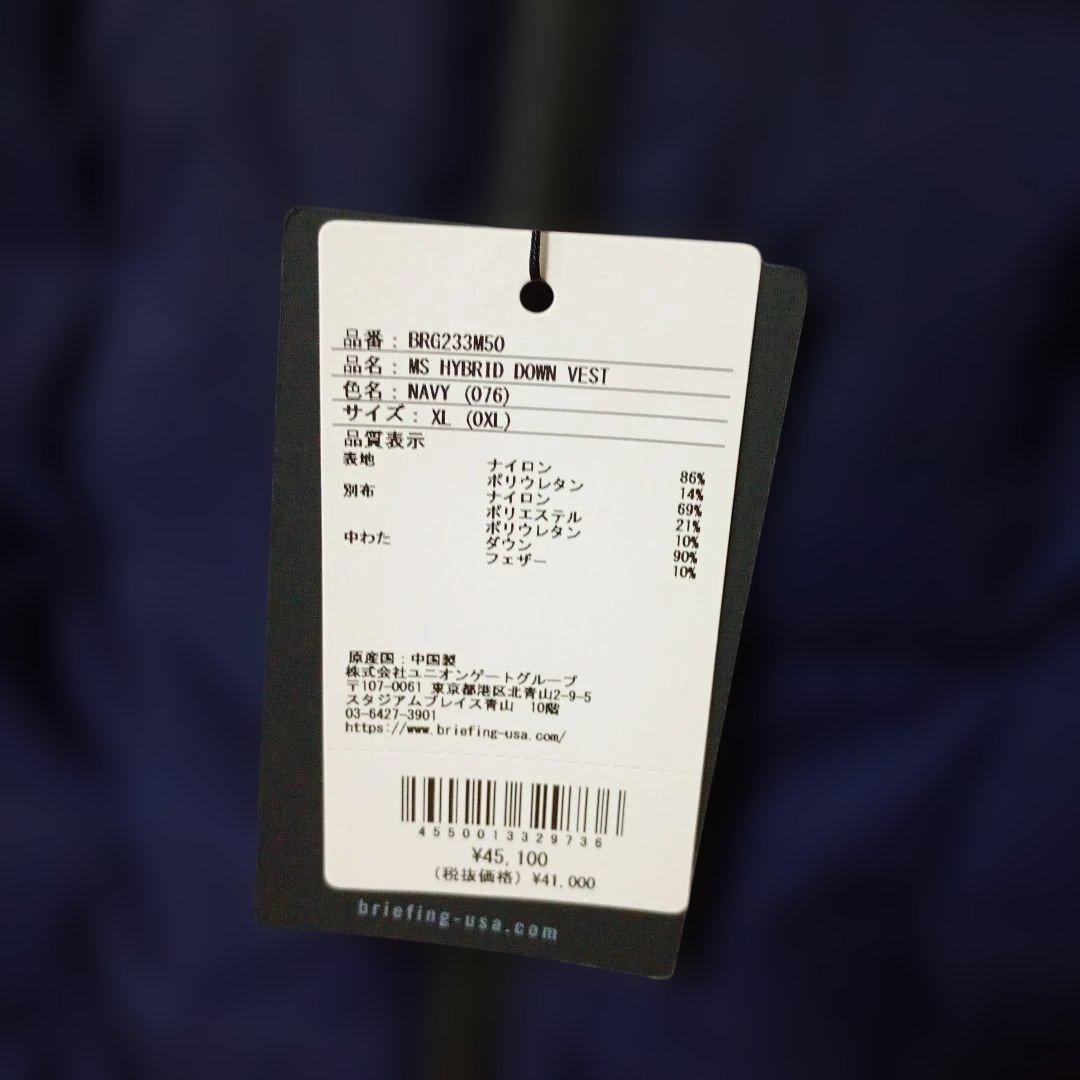 品番: BRG233M50
品名: MS HYBRID DOWN VEST
色名: NAVY (076)
サイズ: XL (0XL)
品質表示
表地 ナイロン 86%
ポリウレタン 14%
別布 ナイロン 69%
ポリエステル 21%
ポリウレタン 10%
中わた ダウン 90%
フェザー 10%
原産国:中国製
株式会社ユニオンゲートグループ
〒107-0061 東京都港区北青山2-9-5
スタジアムプレイス青山 10階
03-6427-3901
https://www.briefing-usa.com/
4550013329736
¥45,100
(税抜価格) ¥41,000
briefing-usa.com